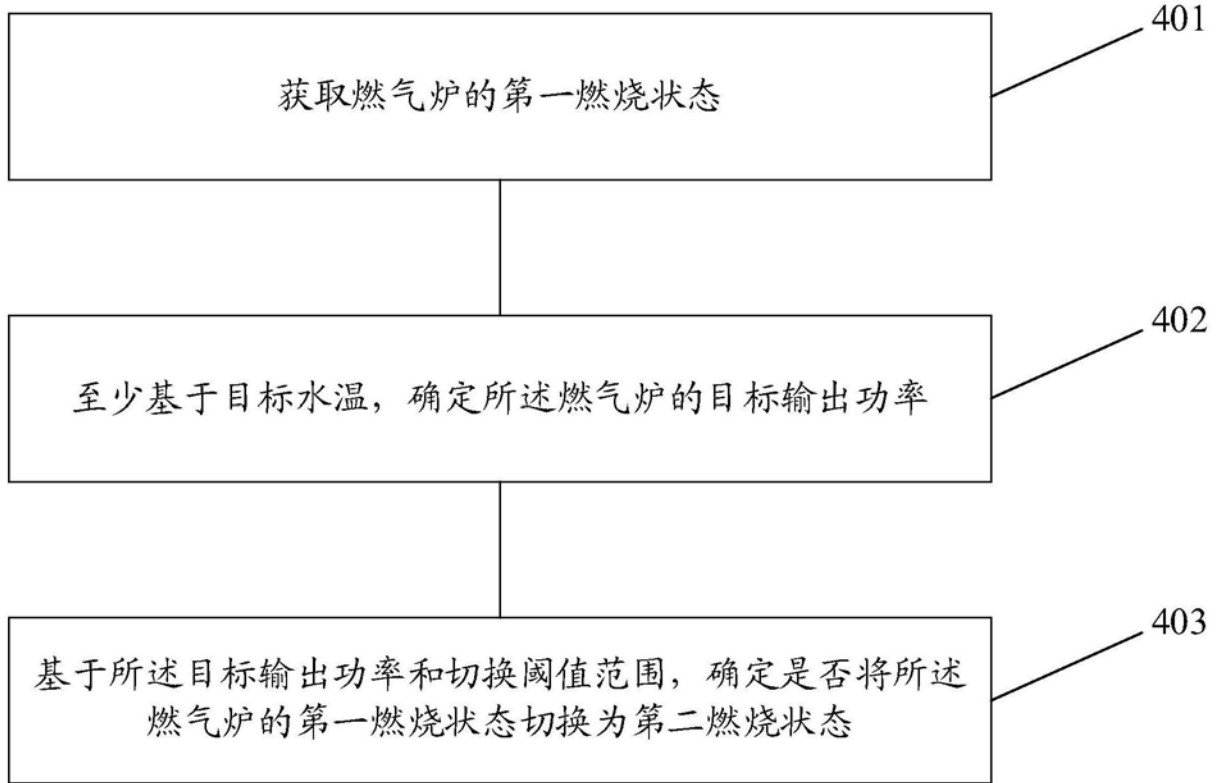 401
获取燃气炉的第一燃烧状态
402
至少基于目标水温，确定所述燃气炉的目标输出功率
403
基于所述目标输出功率和切换阈值范围，确定是否将所述
燃气炉的第一燃烧状态切换为第二燃烧状态